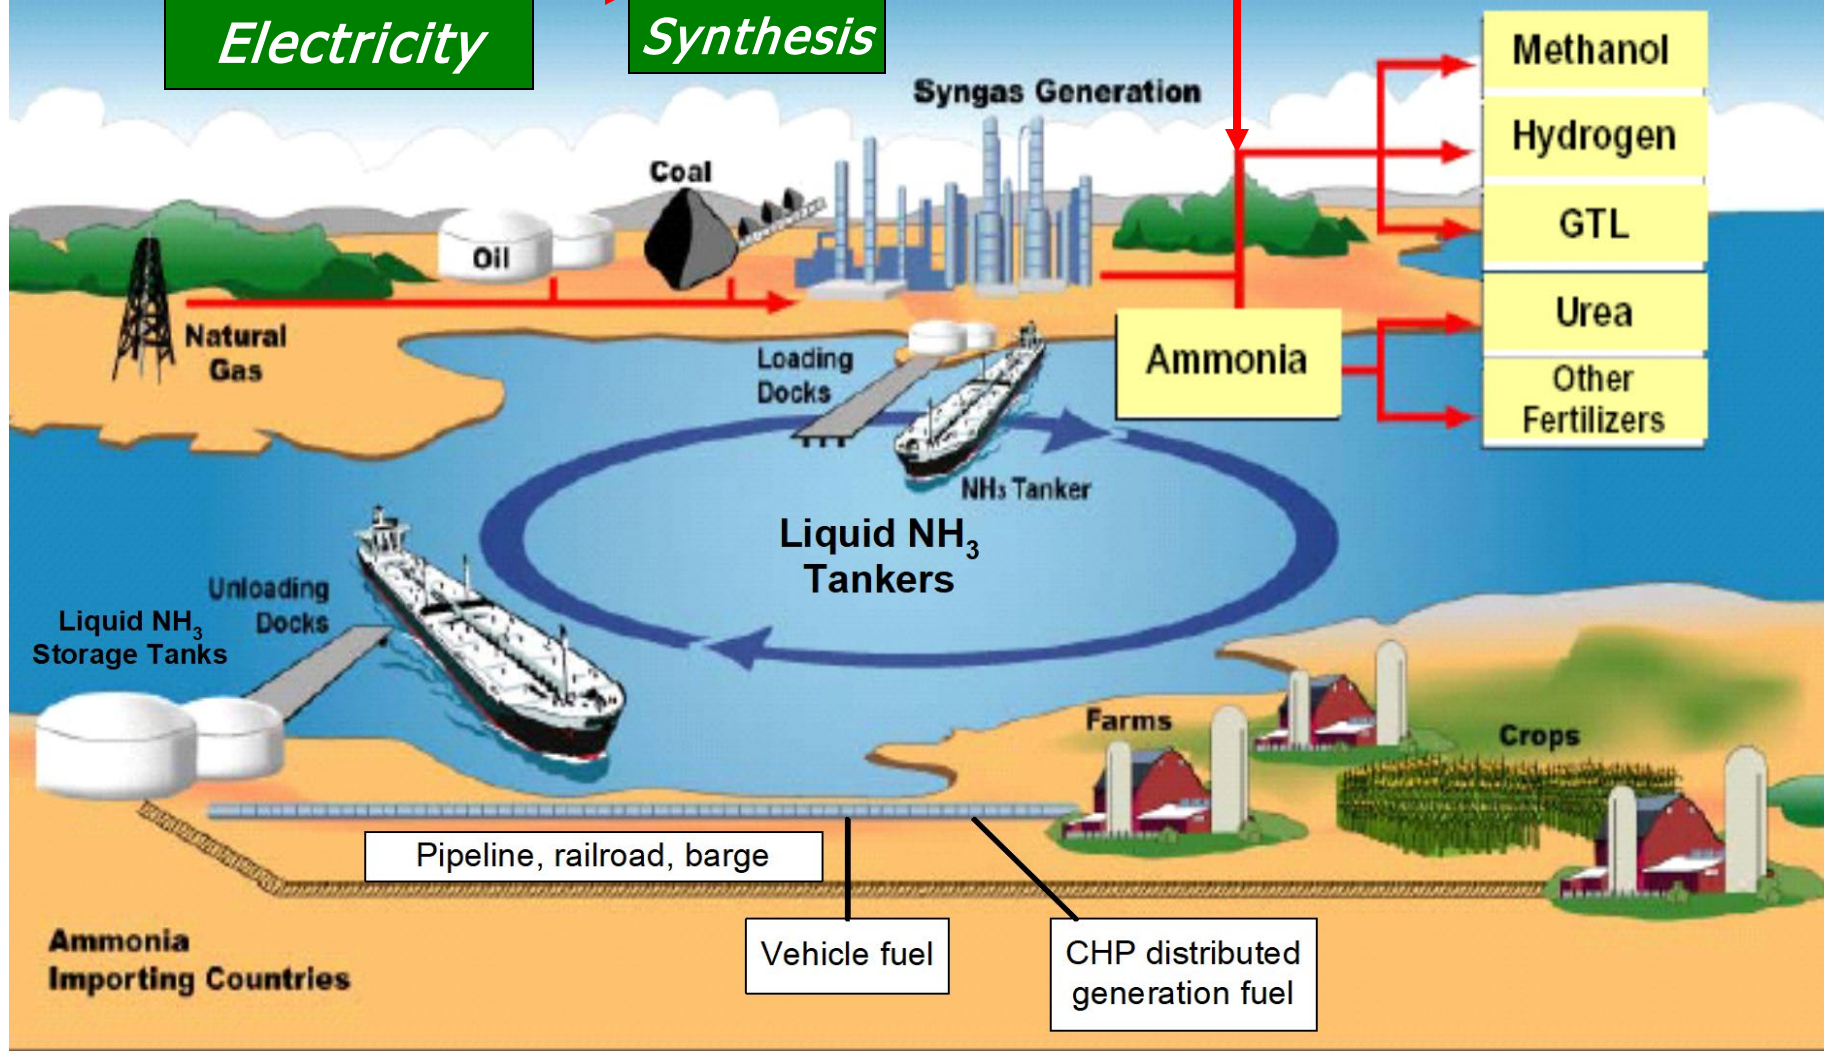 Electricity
Synthesis
Syngas Generation
Methanol
Hydrogen
GTL
Urea
Other
Fertilizers
Coal
Oil
Natural
Gas
Ammonia
Loading
Docks
NH₃ Tanker
Liquid NH₃
Tankers
Unloading
Docks
Liquid NH₃
Storage Tanks
Farms
Crops
Pipeline, railroad, barge
Vehicle fuel
CHP distributed
generation fuel
Ammonia
Importing Countries